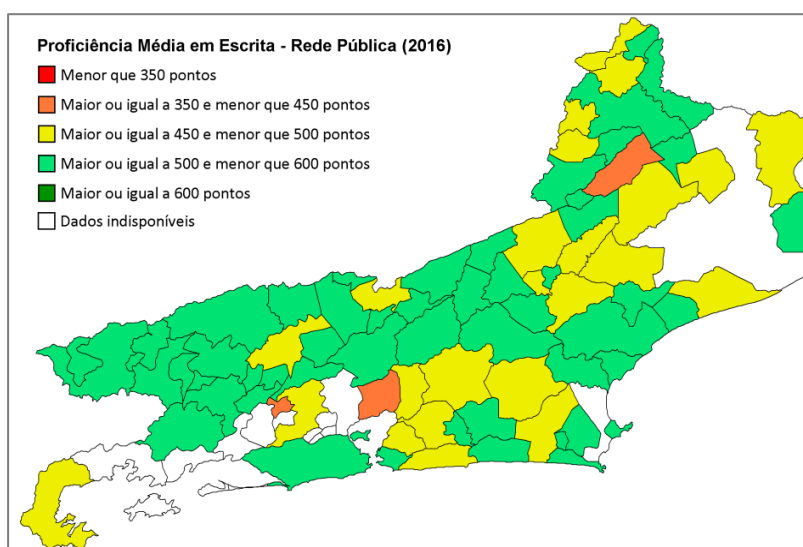 Proficiência Média em Escrita - Rede Pública (2016)
Menor que 350 pontos
Maior ou igual a 350 e menor que 450 pontos
Maior ou igual a 450 e menor que 500 pontos
Maior ou igual a 500 e menor que 600 pontos
Maior ou igual a 600 pontos
Dados indisponíveis